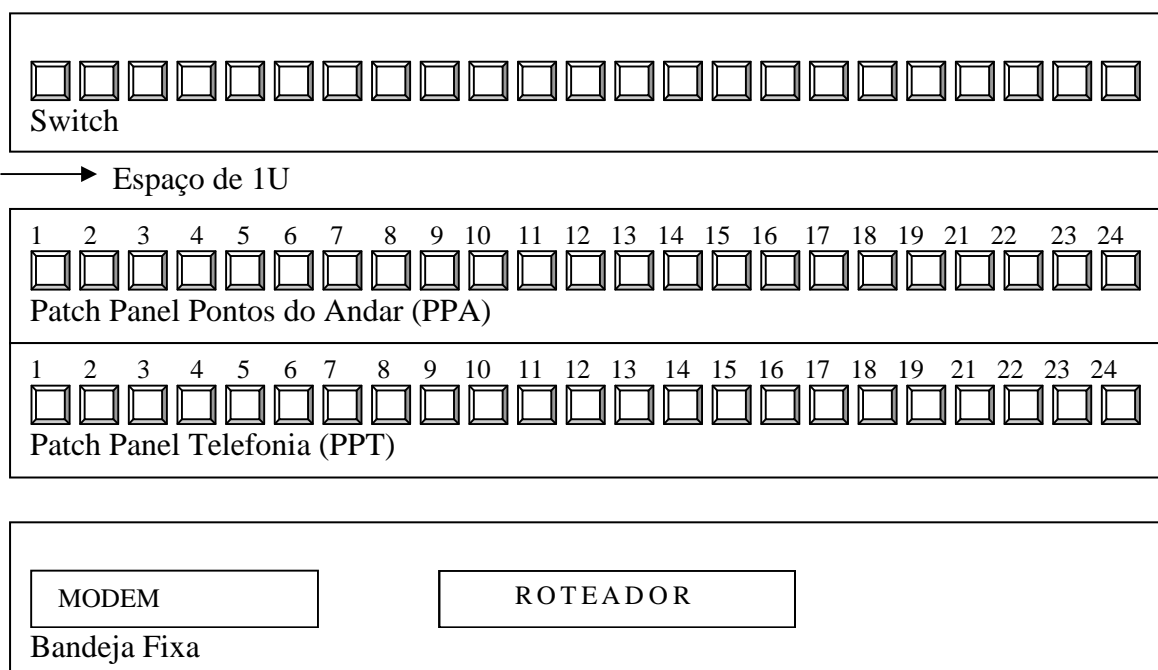 Switch
Espaço de 1U
1 2 3 4 5 6 7 8 9 10 11 12 13 14 15 16 17 18 19 21 22 23 24
Patch Panel Pontos do Andar (PPA)
1 2 3 4 5 6 7 8 9 10 11 12 13 14 15 16 17 18 19 21 22 23 24
Patch Panel Telefonia (PPT)
MODEM ROTEADOR
Bandeja Fixa